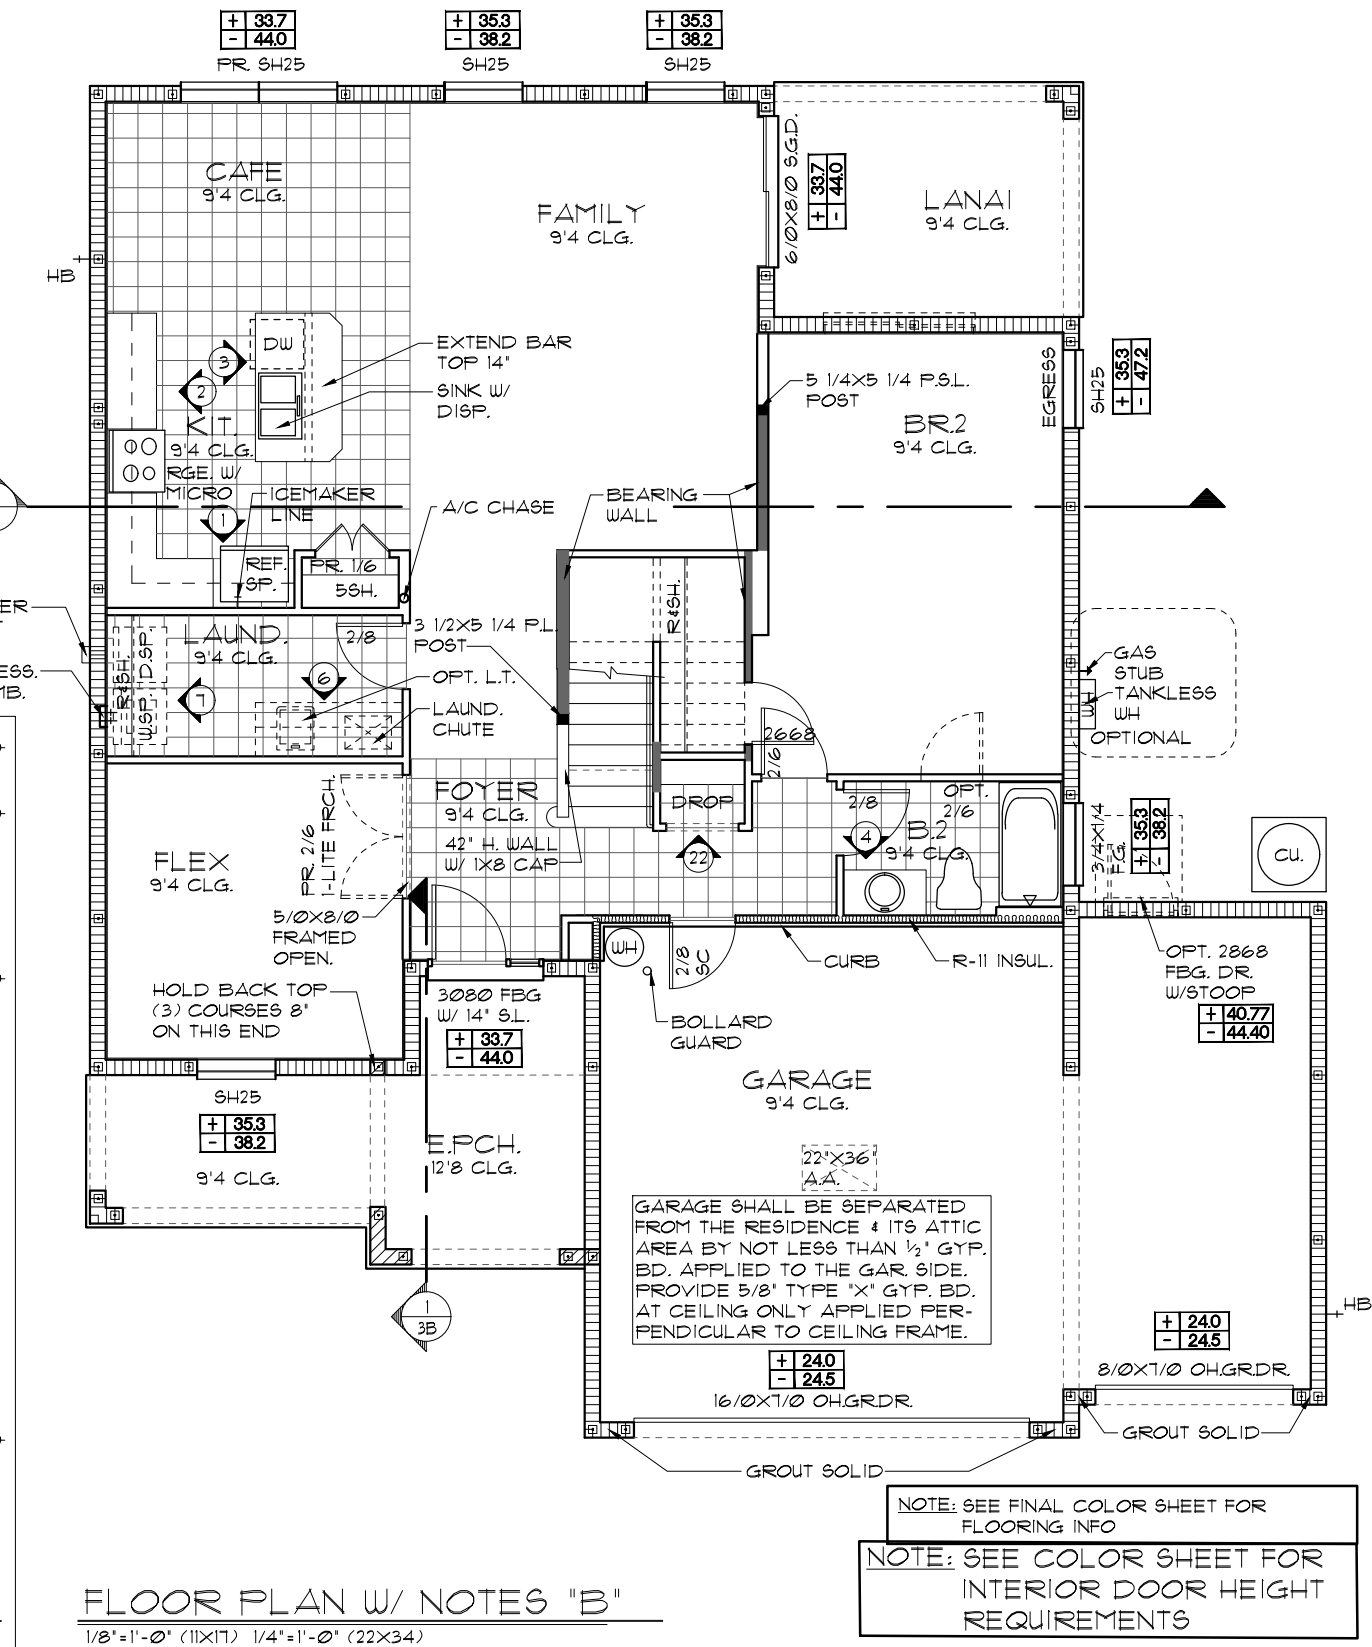 + 33.7
- 44.0
PR. SH25
+ 35.3
- 38.2
SH25
+ 35.3
- 38.2
SH25
CAFE
9'4 CLG.
FAMILY
9'4 CLG.
6/0X8/0 S.G.D.
+ 33.7
- 44.0
LANAI
9'4 CLG.
HB
DW
EXTEND BAR
TOP 14"
SINK W/
DISP.
3
2
KIT.
9'4 CLG.
RGE. W/
MICRO
1
ICEMAKER
LINE
A/C CHASE
5 1/4X5 1/4 P.S.L.
POST
BR.2
9'4 CLG.
EGRESS
SH25
+ 35.3
- 47.2
BEARING
WALL
REF.
SP.
PR. 1/6
5SH.
R&SH.
ER
ESS.
MB.
LAUND.
9'4 CLG.
2/8
R&SH.
W.SP. D.SP.
7
6
3 1/2X5 1/4 P.L.
POST
OPT. L.T.
LAUND.
CHUTE
GAS
STUB
TANKLESS
WH
OPTIONAL
WH
2668
2/6
FOYER
9'4 CLG.
DROP
42" H. WALL
W/ 1X8 CAP
22
2/8
OPT.
2/6
4
B.2
9'4 CLG.
3/4X1/4
F.G.
+ 35.3
- 38.2
CU.
FLEX
9'4 CLG.
PR. 2/6
1-LITE FRCH.
5/0X8/0
FRAMED
OPEN.
WH
2/8
SC
CURB
R-11 INSUL.
OPT. 2868
FBG. DR.
W/STOOP
+ 40.77
- 44.40
HOLD BACK TOP
(3) COURSES 8"
ON THIS END
3080 FBG
W/ 14" S.L.
+ 33.7
- 44.0
BOLLARD
GUARD
GARAGE
9'4 CLG.
SH25
+ 35.3
- 38.2
9'4 CLG.
E.PCH.
12'8 CLG.
22"X36"
A.A.
GARAGE SHALL BE SEPARATED
FROM THE RESIDENCE & ITS ATTIC
AREA BY NOT LESS THAN ½" GYP.
BD. APPLIED TO THE GAR. SIDE.
PROVIDE 5/8" TYPE "X" GYP. BD.
AT CEILING ONLY APPLIED PER-
PENDICULAR TO CEILING FRAME.
1
3B
HB
+ 24.0
- 24.5
8/0X7/0 OH.GR.DR.
+ 24.0
- 24.5
16/0X7/0 OH.GR.DR.
GROUT SOLID
GROUT SOLID
NOTE: SEE FINAL COLOR SHEET FOR
FLOORING INFO
NOTE: SEE COLOR SHEET FOR
INTERIOR DOOR HEIGHT
REQUIREMENTS
FLOOR PLAN W/ NOTES "B"
1/8"=1'-0" (11X17) 1/4"=1'-0" (22X34)